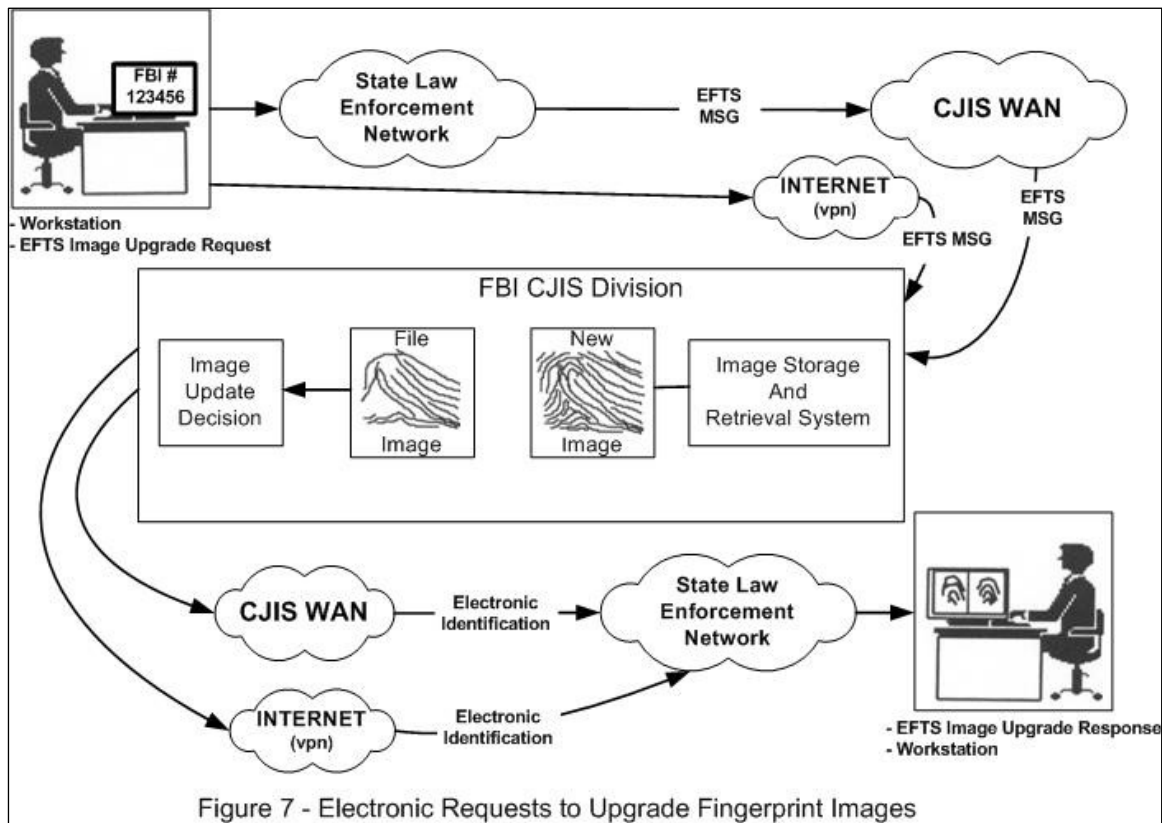 FBI #
123456
State Law
Enforcement
Network
EFTS
MSG
CJIS WAN
INTERNET
(vpn)
EFTS MSG
EFTS
MSG
- Workstation
- EFTS Image Upgrade Request
FBI CJIS Division
Image
Update
Decision
File
Image
New
Image
Image Storage
And
Retrieval System
CJIS WAN
Electronic
Identification
State Law
Enforcement
Network
INTERNET
(vpn)
Electronic
Identification
- EFTS Image Upgrade Response
- Workstation
Figure 7 - Electronic Requests to Upgrade Fingerprint Images